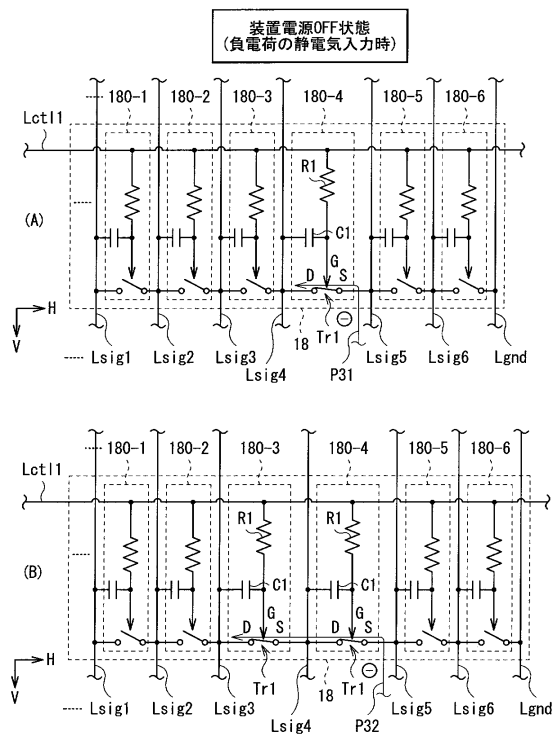 装置電源OFF状態
(負電荷の静電気入力時)
180-1 180-2 180-3 180-4 180-5 180-6
Lctl1
R1
(A)
C1
G
D S
H
V
Lsig1 Lsig2 Lsig3 Lsig4 18 Tr1 P31 Lsig5 Lsig6 Lgnd
180-1 180-2 180-3 180-4 180-5 180-6
Lctl1
R1 R1
(B)
C1 C1
G G
D S D S
H
V
Lsig1 Lsig2 Lsig3 Tr1 Lsig4 18 Tr1 P32 Lsig5 Lsig6 Lgnd